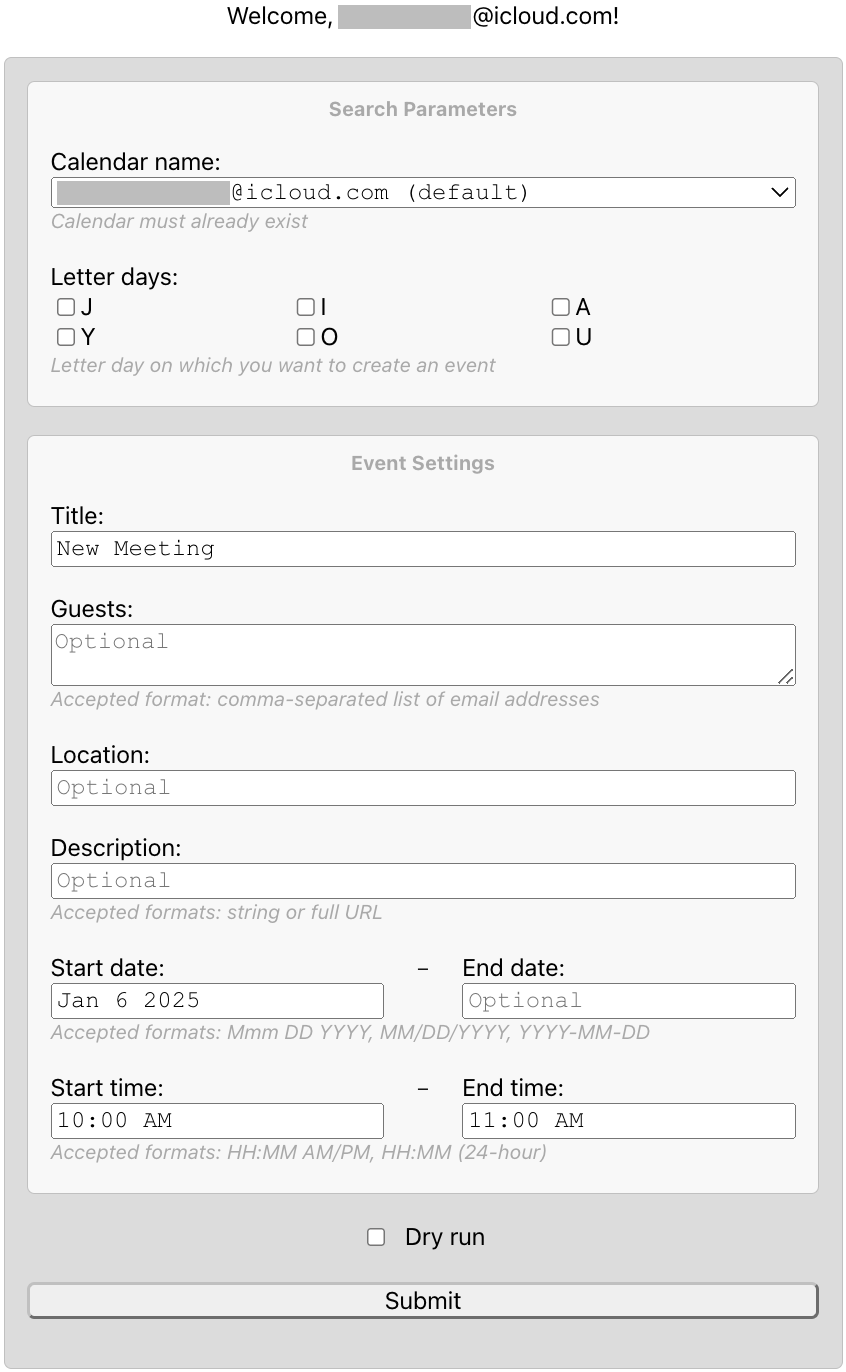 Welcome, @icloud.com!
Search Parameters
Calendar name:
@icloud.com (default)
Calendar must already exist
Letter days:
J I A
Y O U
Letter day on which you want to create an event
Event Settings
Title:
New Meeting
Guests:
Optional
Accepted format: comma-separated list of email addresses
Location:
Optional
Description:
Optional
Accepted formats: string or full URL
Start date: – End date:
Jan 6 2025 Optional
Accepted formats: Mmm DD YYYY, MM/DD/YYYY, YYYY-MM-DD
Start time: – End time:
10:00 AM 11:00 AM
Accepted formats: HH:MM AM/PM, HH:MM (24-hour)
Dry run
Submit